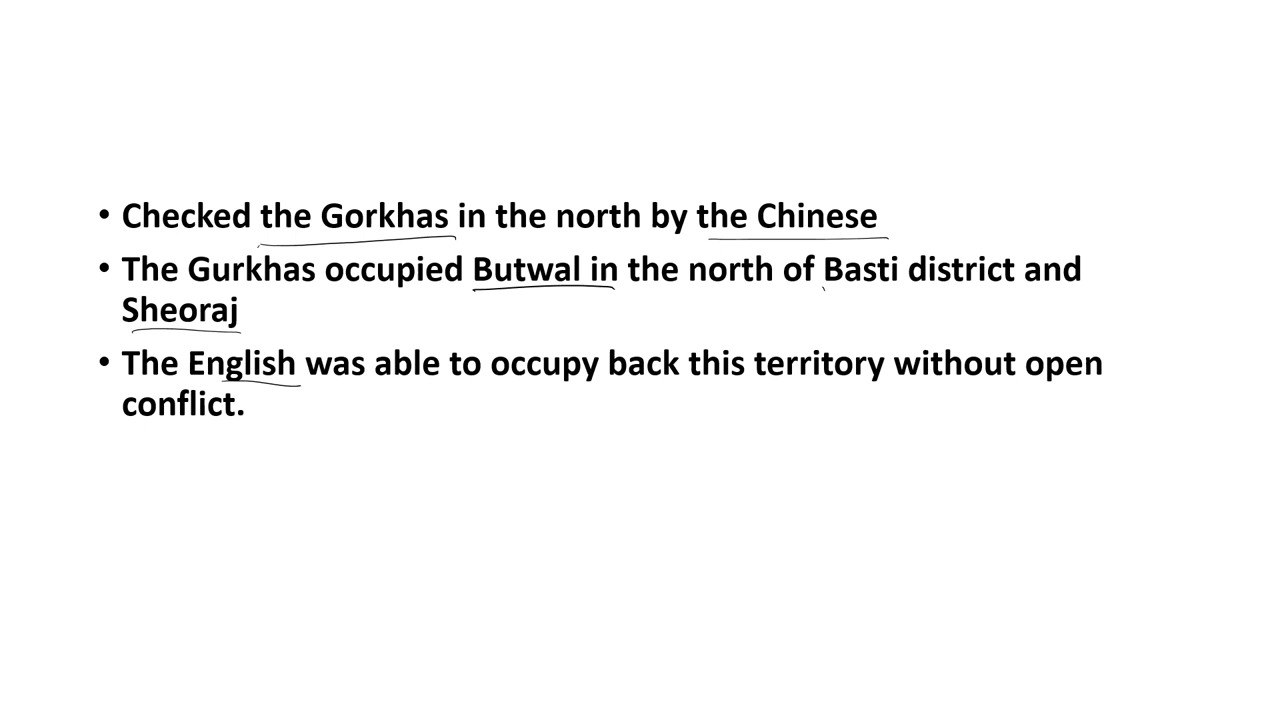 • Checked the Gorkhas in the north by the Chinese
• The Gurkhas occupied Butwal in the north of Basti district and
Sheoraj
• The English was able to occupy back this territory without open
conflict.